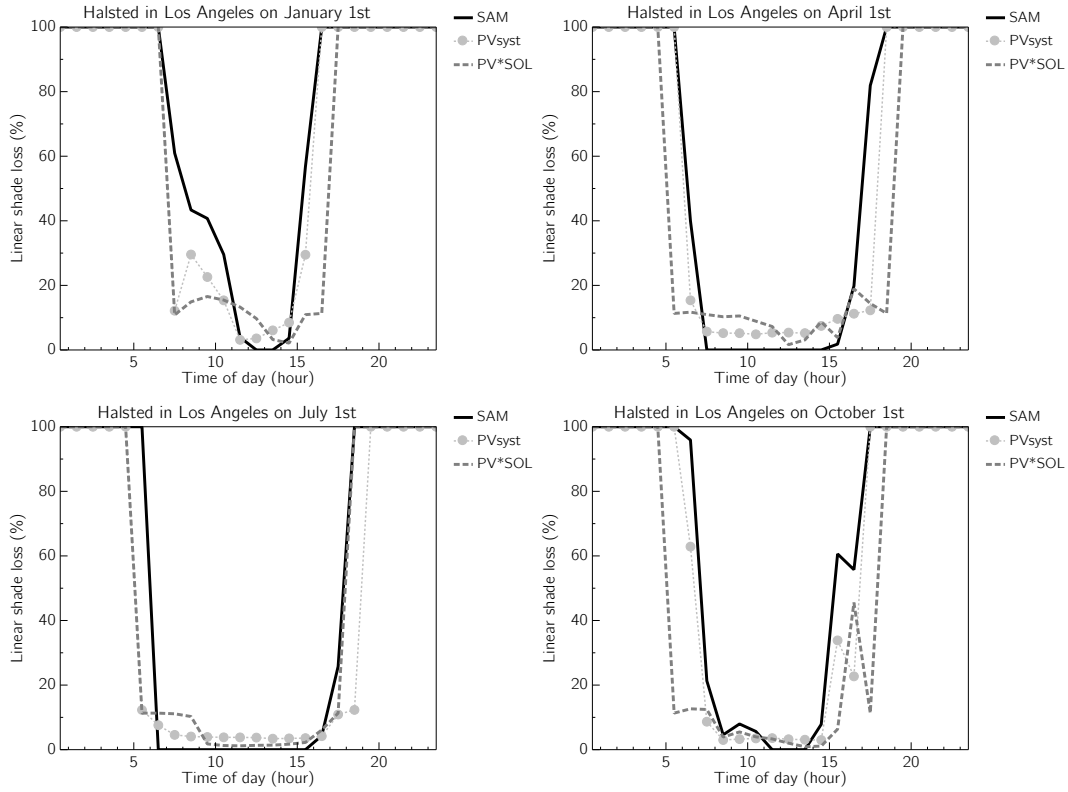 Halsted in Los Angeles on January 1st
SAM
PVsyst
PV*SOL
100
80
60
40
20
0
Linear shade loss (%)
5
10
15
20
Time of day (hour)
Halsted in Los Angeles on April 1st
SAM
PVsyst
PV*SOL
100
80
60
40
20
0
Linear shade loss (%)
5
10
15
20
Time of day (hour)
Halsted in Los Angeles on July 1st
SAM
PVsyst
PV*SOL
100
80
60
40
20
0
Linear shade loss (%)
5
10
15
20
Time of day (hour)
Halsted in Los Angeles on October 1st
SAM
PVsyst
PV*SOL
100
80
60
40
20
0
Linear shade loss (%)
5
10
15
20
Time of day (hour)